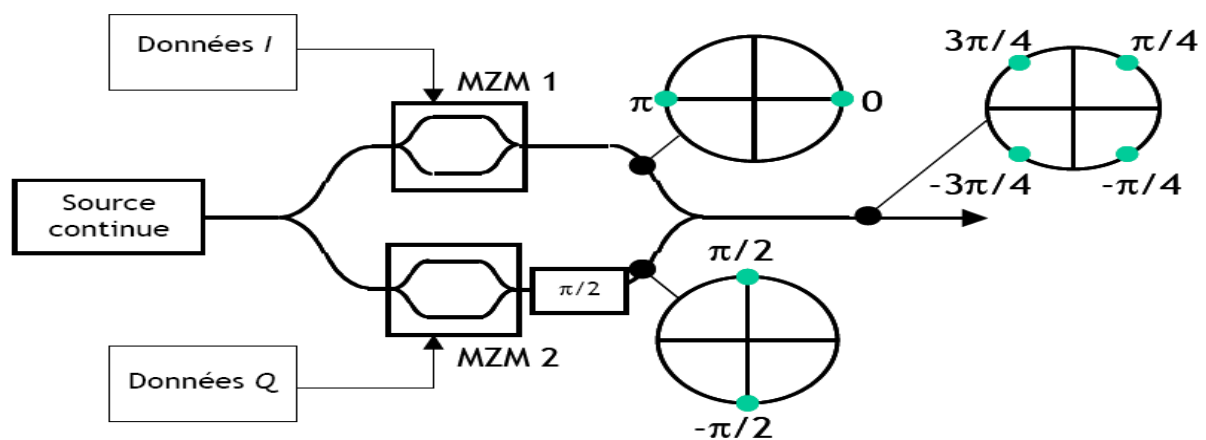 Données I
MZM 1
π
0
3π/4
π/4
-3π/4
-π/4
Source
continue
π/2
π/2
-π/2
MZM 2
Données Q